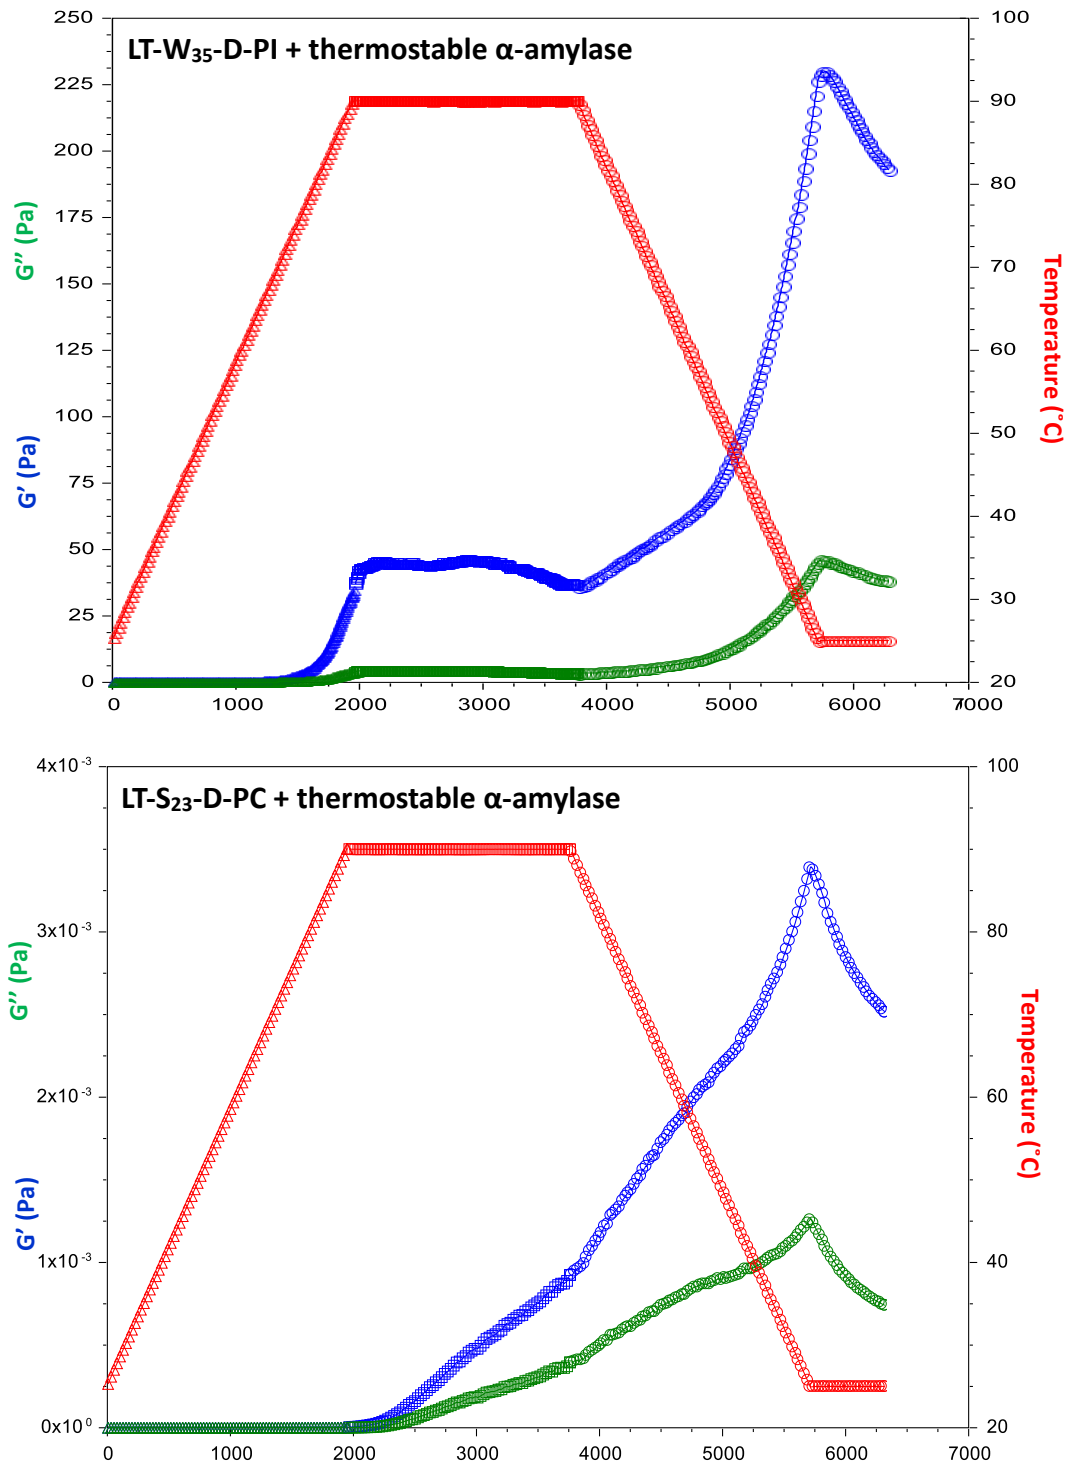 LT-W₃₅-D-PI + thermostable α-amylase
250
225
200
175
150
125
100
75
50
25
0
G’ (Pa)
G’’ (Pa)
100
90
80
70
60
50
40
30
20
Temperature (˚C)
0 1000 2000 3000 4000 5000 6000 7000
LT-S₂₃-D-PC + thermostable α-amylase
4x10⁻³
3x10⁻³
2x10⁻³
1x10⁻³
0x10⁰
G’ (Pa)
G’’ (Pa)
100
80
60
40
20
Temperature (˚C)
0 1000 2000 3000 4000 5000 6000 7000